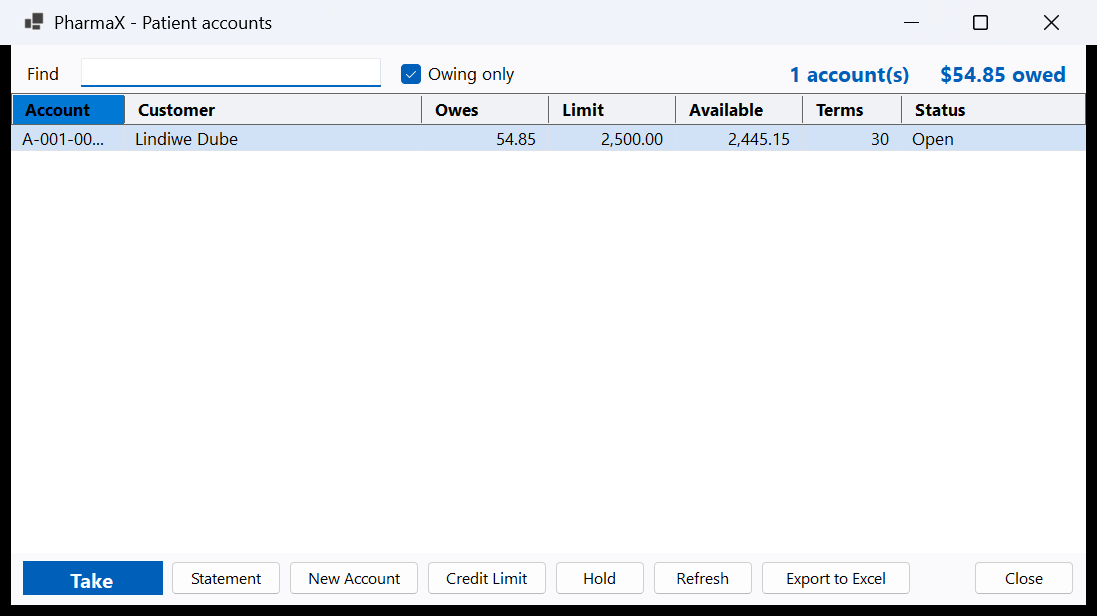 PharmaX - Patient accounts
Find Owing only 1 account(s) $54.85 owed
Account Customer Owes Limit Available Terms Status
A-001-00... Lindiwe Dube 54.85 2,500.00 2,445.15 30 Open
Take Statement New Account Credit Limit Hold Refresh Export to Excel Close